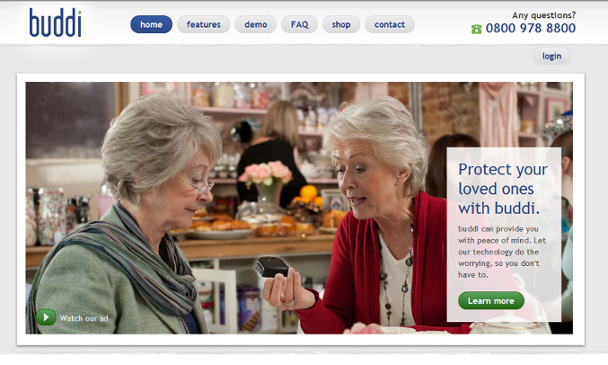 buddi
home
features
demo
FAQ
shop
contact
Any questions?
0800 978 8800
login
Protect your
loved ones
with buddi.
buddi can provide you
with peace of mind. Let
our technology do the
worrying, so you don't
have to.
Learn more
Watch our ad